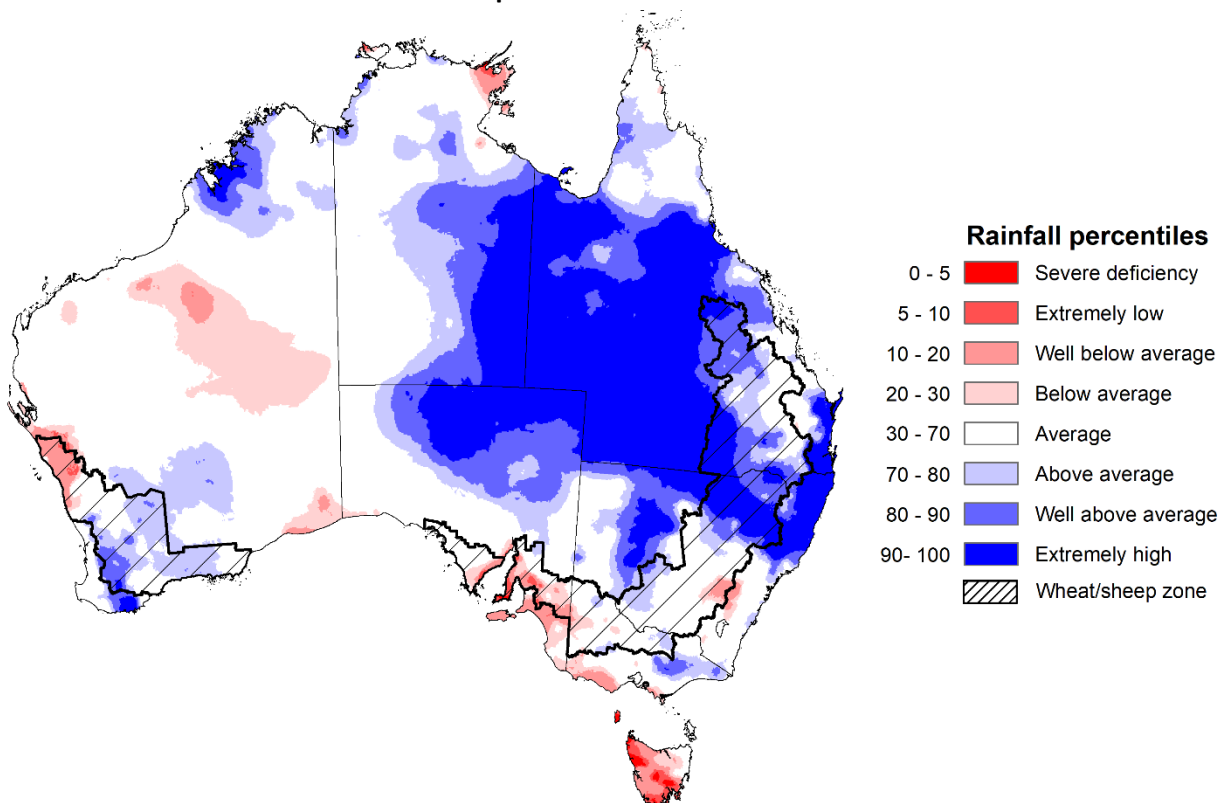 Rainfall percentiles
0 - 5 Severe deficiency
5 - 10 Extremely low
10 - 20 Well below average
20 - 30 Below average
30 - 70 Average
70 - 80 Above average
80 - 90 Well above average
90- 100 Extremely high
Wheat/sheep zone